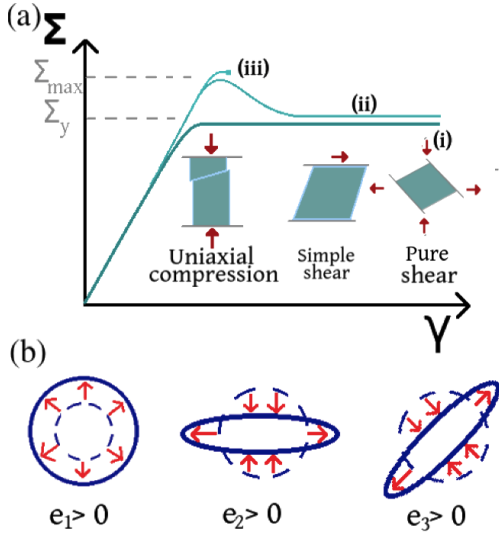 (a)
Σ
Σmax
(iii)
Σy
(ii)
(i)
Uniaxial
compression
Simple
shear
Pure
shear
γ
(b)
e₁> 0
e₂> 0
e₃> 0